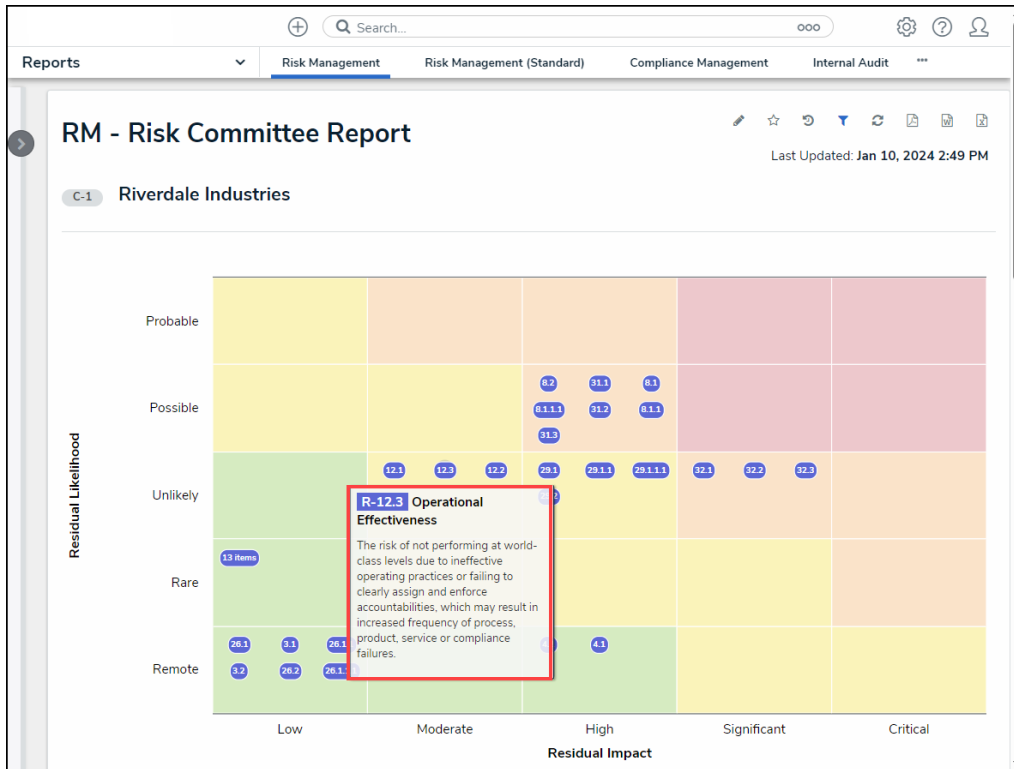 Search...
ooo
Reports
Risk Management
Risk Management (Standard)
Compliance Management
Internal Audit
...
RM - Risk Committee Report
Last Updated: Jan 10, 2024 2:49 PM
C-1 Riverdale Industries
Probable
Possible
8.2 31.1 8.1
8.1.1.1 31.2 8.1.1
31.3
Residual Likelihood
Unlikely
12.1 12.3 12.2 29.1 29.1.1 29.1.1.1 32.1 32.2 32.3
R-12.3 Operational
Effectiveness
The risk of not performing at world-
class levels due to ineffective
operating practices or failing to
clearly assign and enforce
accountabilities, which may result in
increased frequency of process,
product, service or compliance
failures.
13 items
Rare
Remote
26.1 3.1 4.1
3.2 26.2
Low Moderate High Significant Critical
Residual Impact